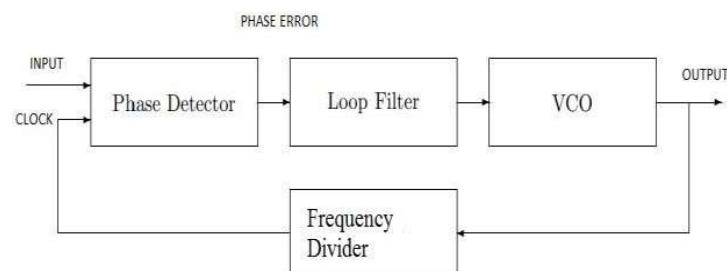 PHASE ERROR
INPUT
OUTPUT
Phase Detector
Loop Filter
VCO
CLOCK
Frequency
Divider